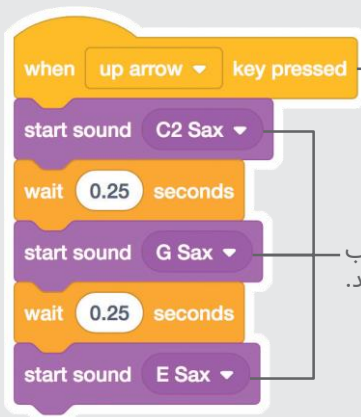 when up arrow key pressed
start sound C2 Sax
wait 0.25 seconds
start sound G Sax
wait 0.25 seconds
start sound E Sax